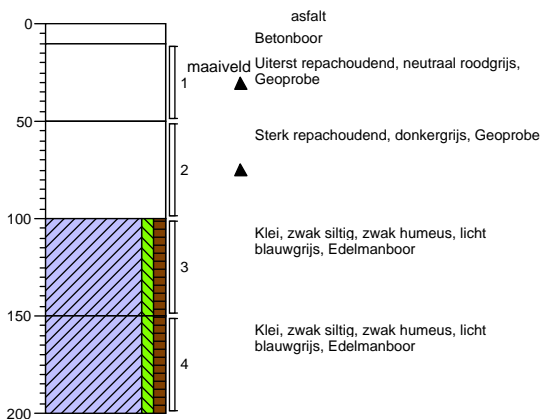 asfalt
0
Betonboor
maaiveld
Uiterst repachoudend, neutraal roodgrijs,
Geoprobe
1
50
Sterk repachoudend, donkergrijs, Geoprobe
2
100
Klei, zwak siltig, zwak humeus, licht
blauwgrijs, Edelmanboor
3
150
Klei, zwak siltig, zwak humeus, licht
blauwgrijs, Edelmanboor
4
200